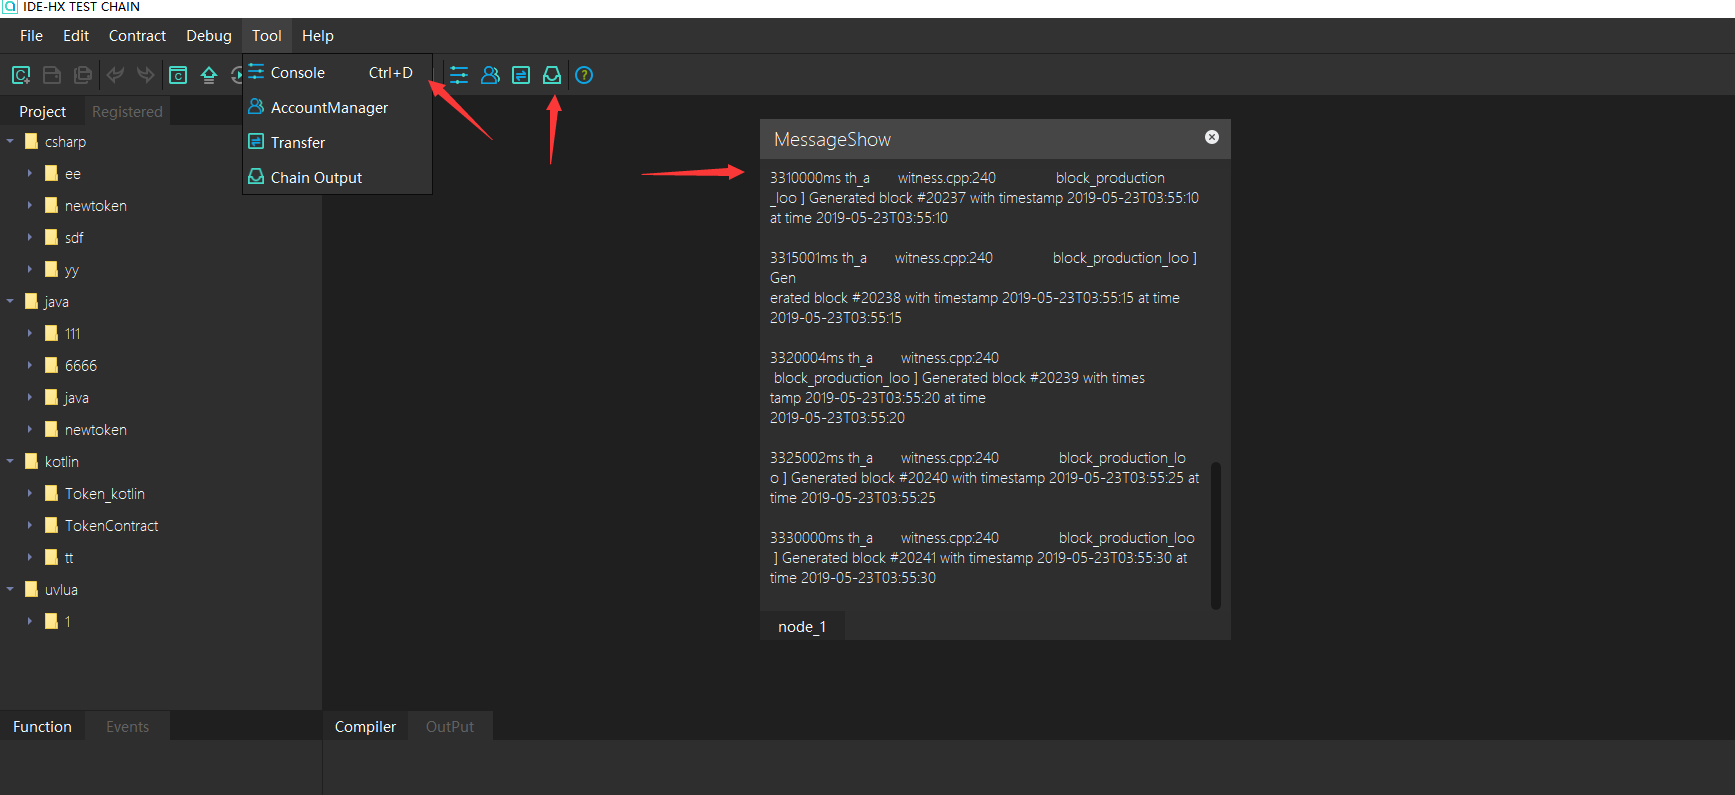 IDE-HX TEST CHAIN
File Edit Contract Debug Tool Help
Console Ctrl+D
AccountManager
Transfer
Chain Output
Project Registered
csharp
ee
newtoken
sdf
yy
java
111
6666
java
newtoken
kotlin
Token_kotlin
TokenContract
tt
uvlua
1
MessageShow
3310000ms th_a witness.cpp:240 block_production
_loo ] Generated block #20237 with timestamp 2019-05-23T03:55:10
at time 2019-05-23T03:55:10
3315001ms th_a witness.cpp:240 block_production_loo ]
Gen
erated block #20238 with timestamp 2019-05-23T03:55:15 at time
2019-05-23T03:55:15
3320004ms th_a witness.cpp:240
block_production_loo ] Generated block #20239 with times
tamp 2019-05-23T03:55:20 at time
2019-05-23T03:55:20
3325002ms th_a witness.cpp:240 block_production_lo
o ] Generated block #20240 with timestamp 2019-05-23T03:55:25 at
time 2019-05-23T03:55:25
3330000ms th_a witness.cpp:240 block_production_loo
] Generated block #20241 with timestamp 2019-05-23T03:55:30 at
time 2019-05-23T03:55:30
node_1
Function Events
Compiler OutPut